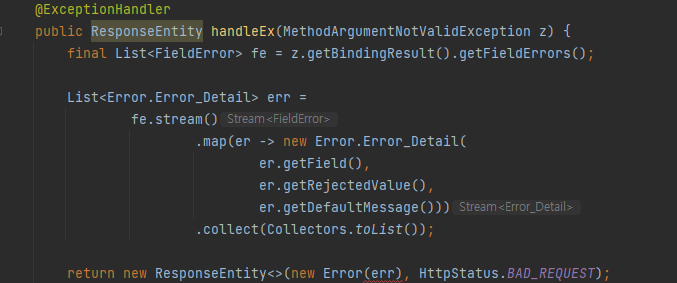 @ExceptionHandler
public ResponseEntity handleEx(MethodArgumentNotValidException z) {
final List<FieldError> fe = z.getBindingResult().getFieldErrors();
List<Error.Error_Detail> err =
fe.stream() Stream<FieldError>
.map(er -> new Error.Error_Detail(
er.getField(),
er.getRejectedValue(),
er.getDefaultMessage())) Stream<Error_Detail>
.collect(Collectors.toList());
return new ResponseEntity<>(new Error(err), HttpStatus.BAD_REQUEST);